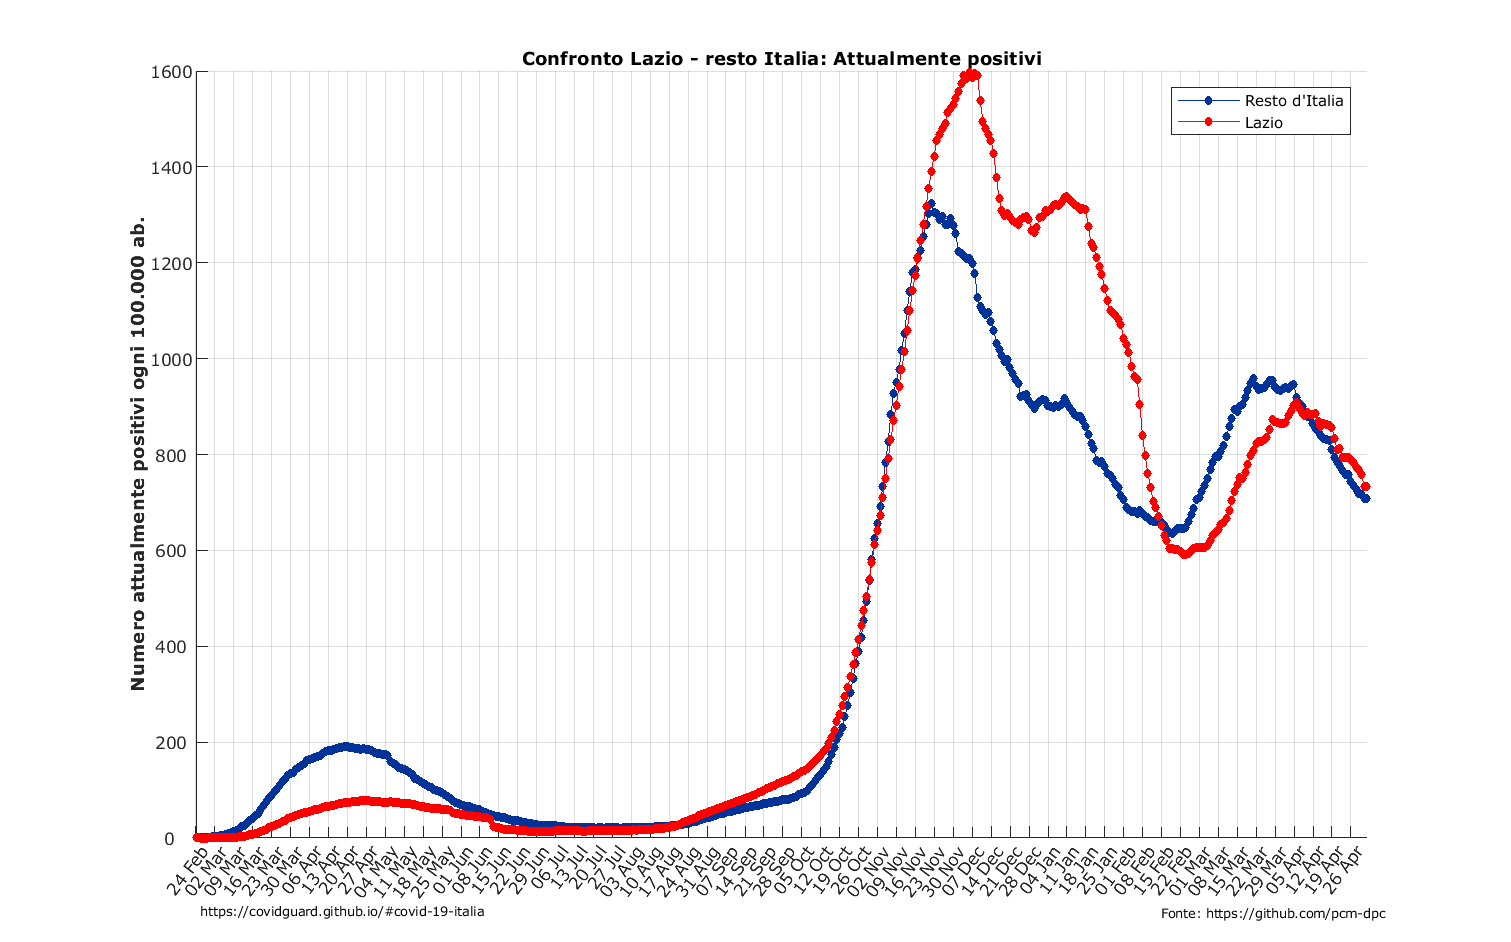 Confronto Lazio - resto Italia: Attualmente positivi
Numero attualmente positivi ogni 100.000 ab.
1600
1400
1200
1000
800
600
400
200
0
Resto d'Italia
Lazio
24 Feb
02 Mar
09 Mar
16 Mar
23 Mar
30 Mar
06 Apr
13 Apr
20 Apr
27 Apr
04 May
11 May
18 May
25 May
01 Jun
08 Jun
15 Jun
22 Jun
29 Jun
06 Jul
13 Jul
20 Jul
27 Jul
03 Aug
10 Aug
17 Aug
24 Aug
31 Aug
07 Sep
14 Sep
21 Sep
28 Sep
05 Oct
12 Oct
19 Oct
26 Oct
02 Nov
09 Nov
16 Nov
23 Nov
30 Nov
07 Dec
14 Dec
21 Dec
28 Dec
04 Jan
11 Jan
18 Jan
25 Jan
01 Feb
08 Feb
15 Feb
22 Feb
01 Mar
08 Mar
15 Mar
22 Mar
29 Mar
05 Apr
12 Apr
19 Apr
26 Apr
https://covidguard.github.io/#covid-19-italia
Fonte: https://github.com/pcm-dpc